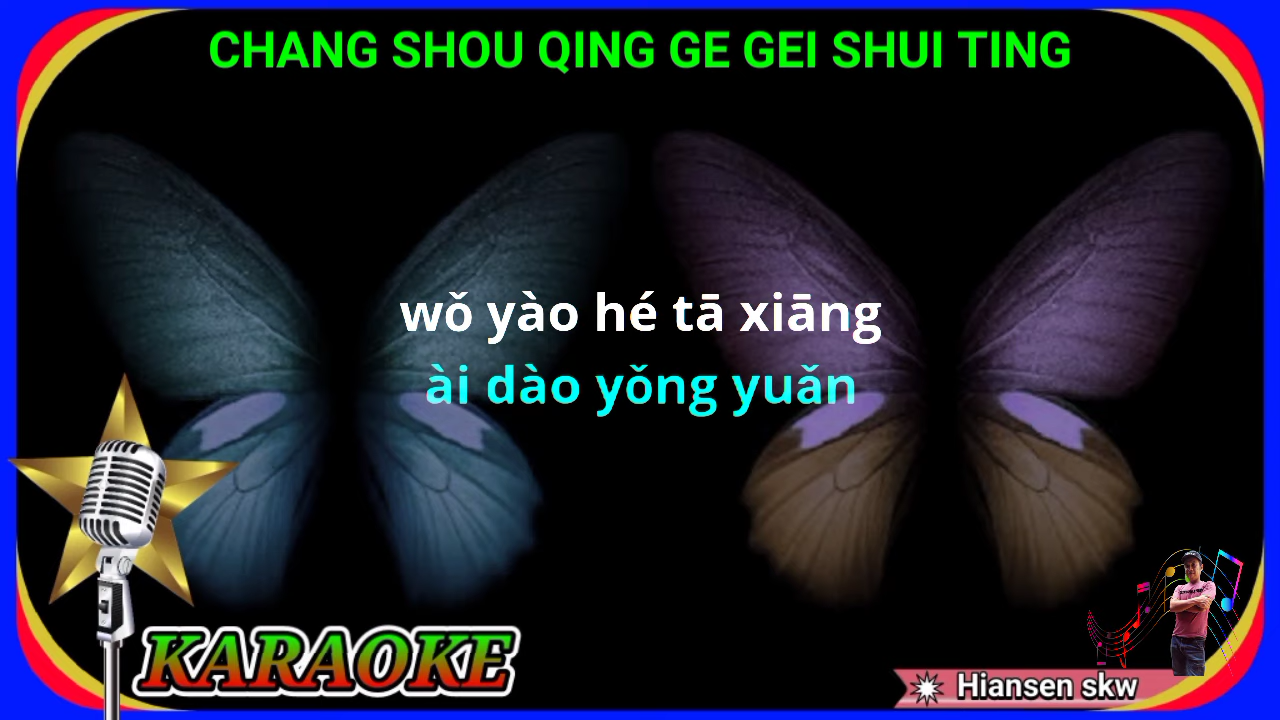 CHANG SHOU QING GE GEI SHUI TING
wǒ yào hé tā xiāng
ài dào yǒng yuǎn
KARAOKE
Hiansen skw